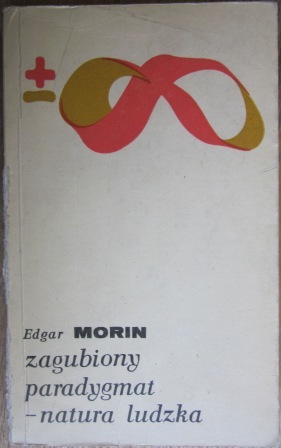 ±∞
Edgar MORIN
zagubiony
paradygmat
– natura ludzka